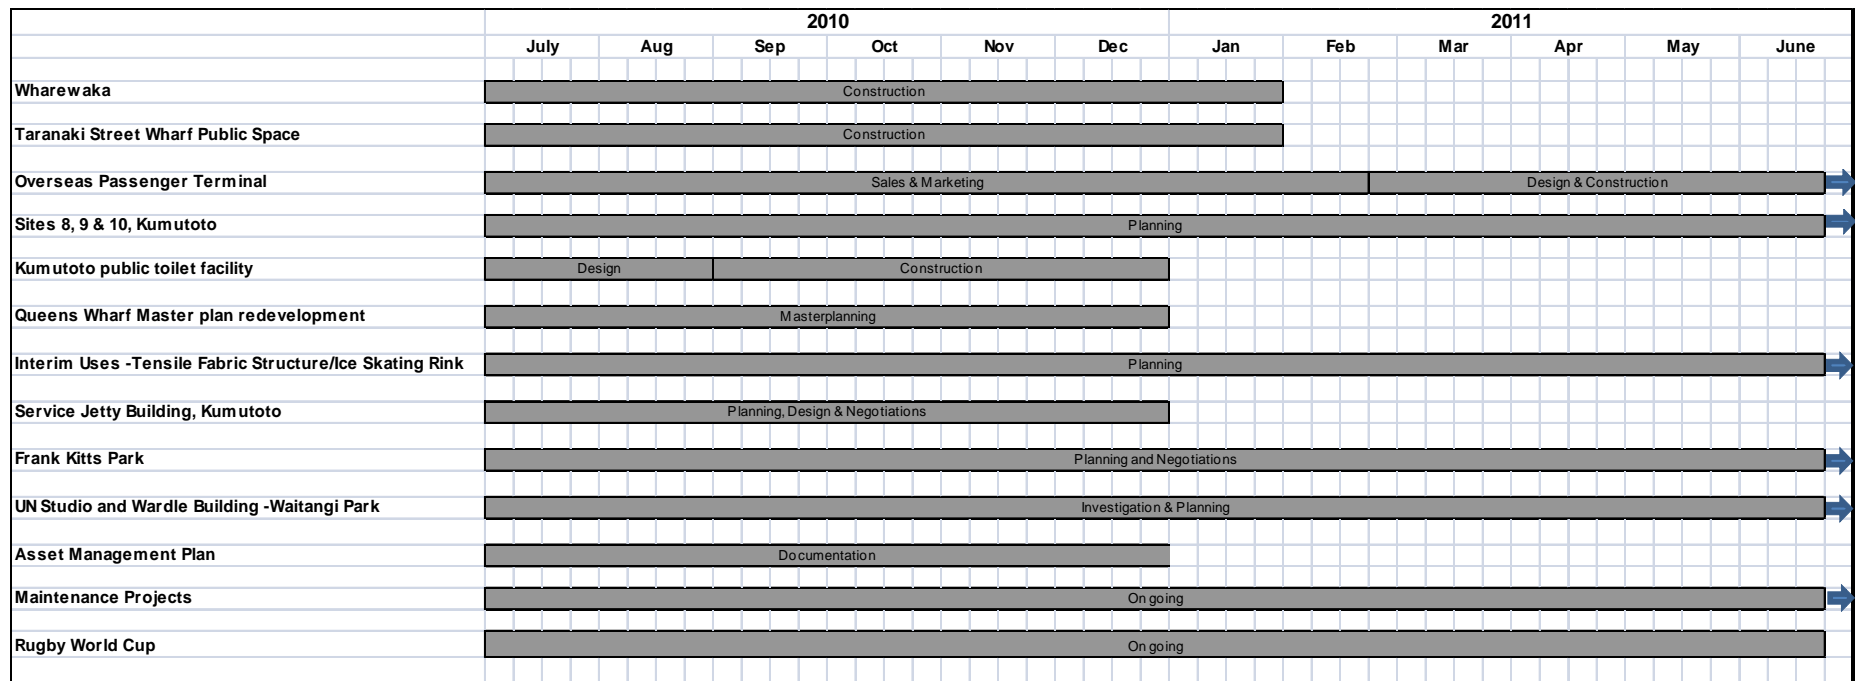 2010 2011
July Aug Sep Oct Nov Dec Jan Feb Mar Apr May June
Wharewaka Construction
Taranaki Street Wharf Public Space Construction
Overseas Passenger Terminal Sales & Marketing Design & Construction
Sites 8, 9 & 10, Kumutoto Planning
Kumutoto public toilet facility Design Construction
Queens Wharf Master plan redevelopment Masterplanning
Interim Uses -Tensile Fabric Structure/Ice Skating Rink Planning
Service Jetty Building, Kumutoto Planning, Design & Negotiations
Frank Kitts Park Planning and Negotiations
UN Studio and Wardle Building -Waitangi Park Investigation & Planning
Asset Management Plan Documentation
Maintenance Projects On going
Rugby World Cup On going